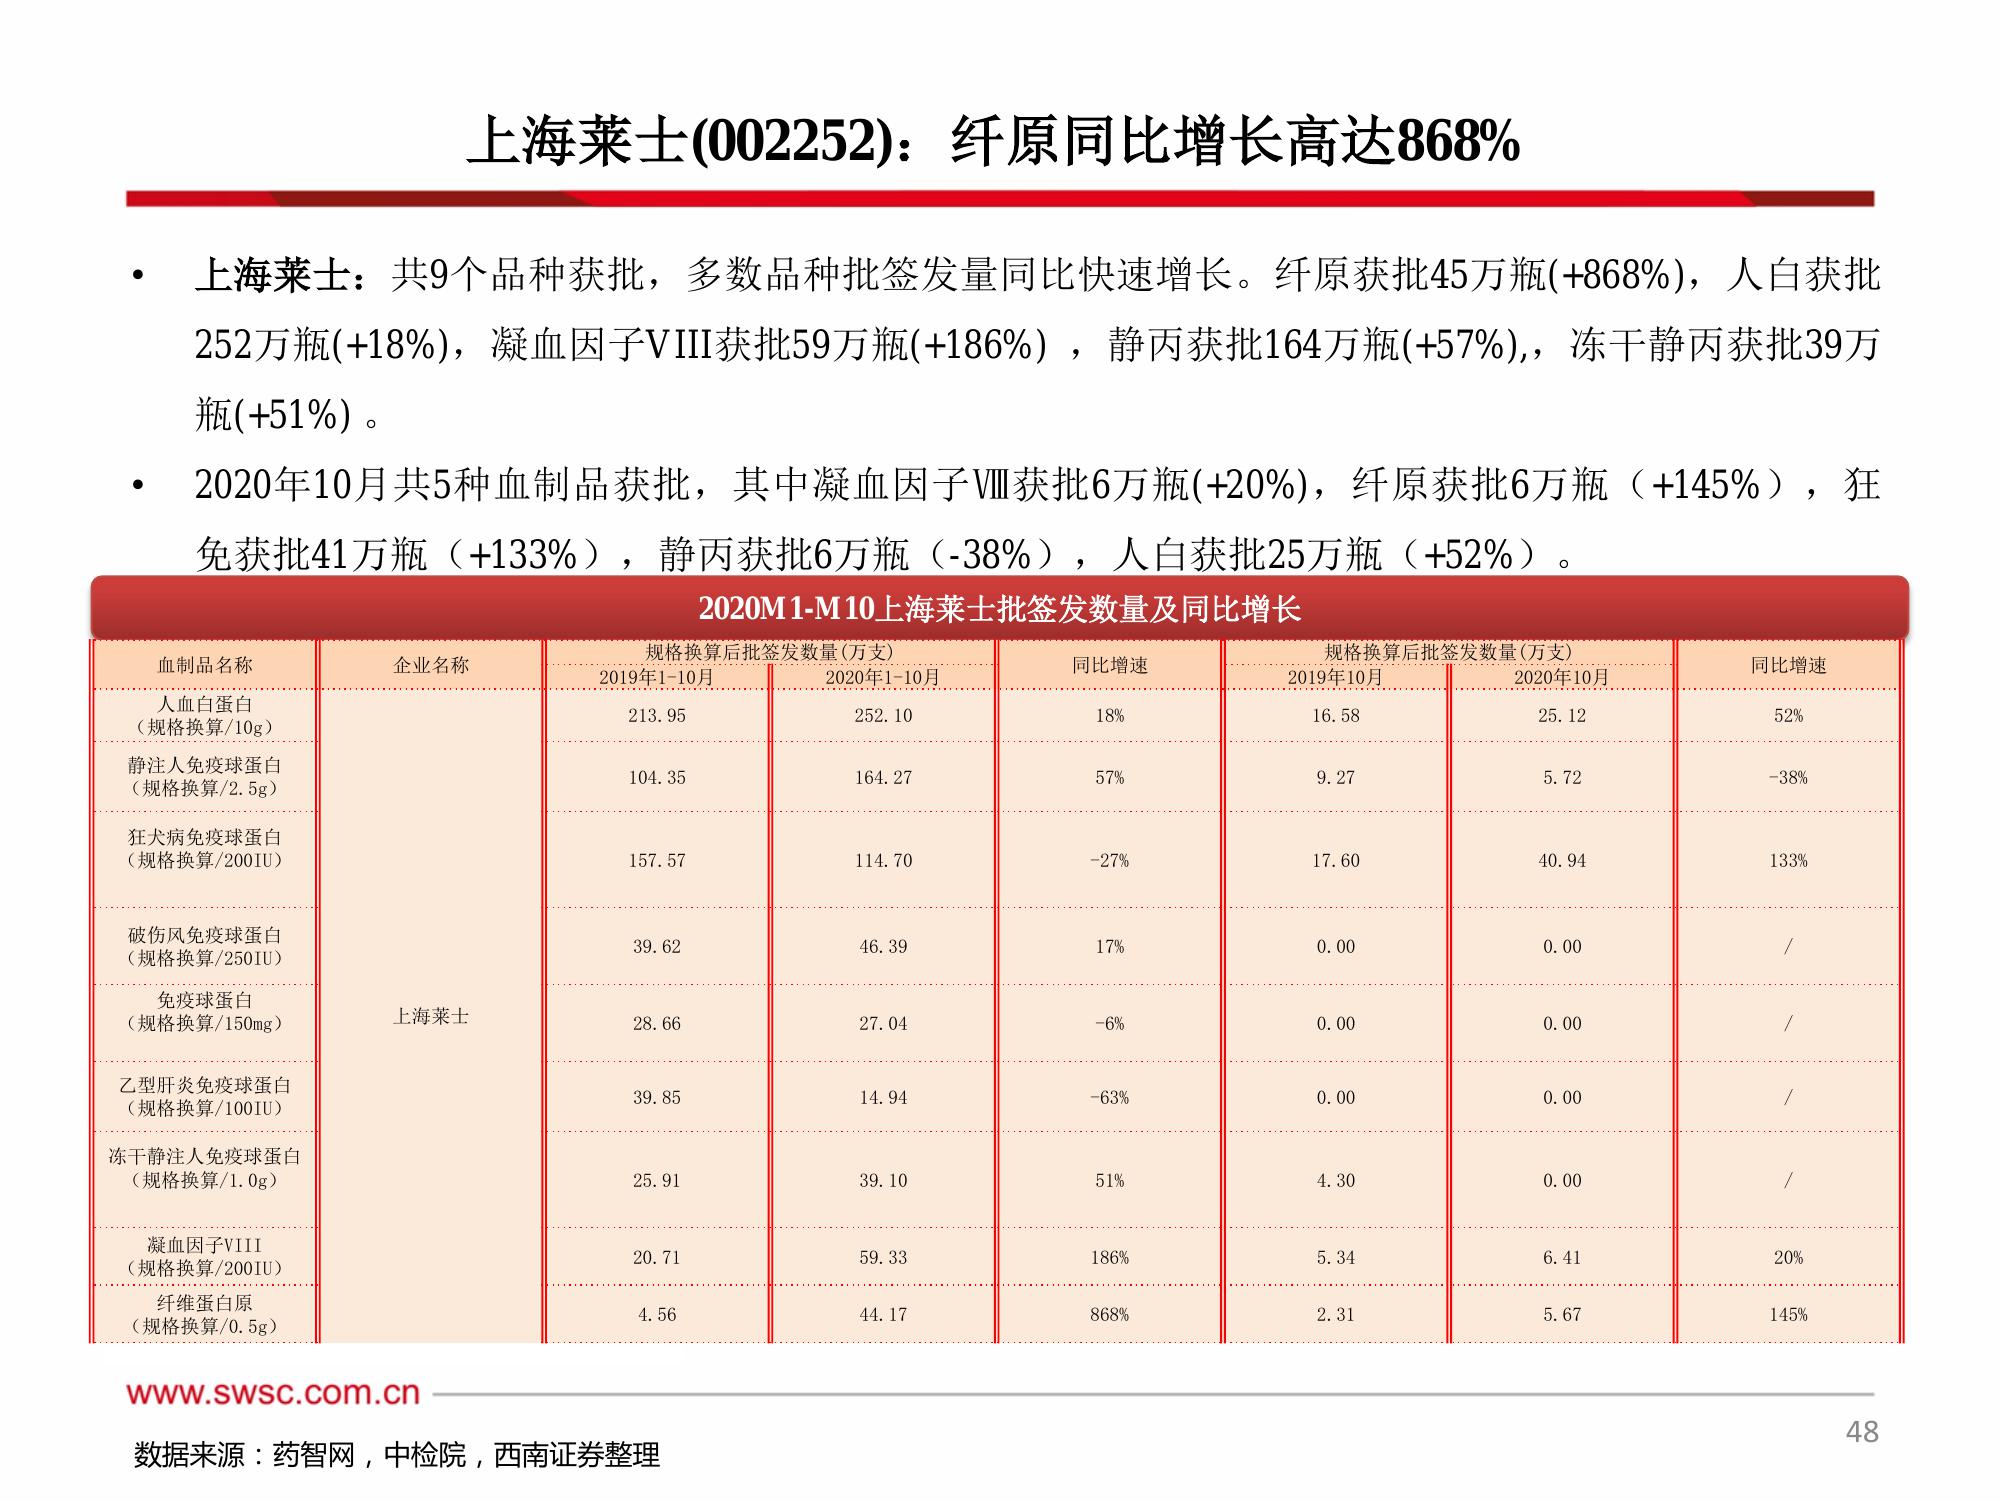 上海莱士(002252)：纤原同比增长高达868%
• 上海莱士：共9个品种获批，多数品种批签发量同比快速增长。纤原获批45万瓶(+868%)，人白获批
252万瓶(+18%)，凝血因子VIII获批59万瓶(+186%) ，静丙获批164万瓶(+57%),，冻干静丙获批39万
瓶(+51%) 。
• 2020年10月共5种血制品获批，其中凝血因子Ⅷ获批6万瓶(+20%)，纤原获批6万瓶（+145%），狂
免获批41万瓶（+133%），静丙获批6万瓶（-38%），人白获批25万瓶（+52%）。
2020M1-M10上海莱士批签发数量及同比增长
血制品名称 企业名称 规格换算后批签发数量(万支) 同比增速 规格换算后批签发数量(万支) 同比增速
2019年1-10月 2020年1-10月 2019年10月 2020年10月
人血白蛋白
（规格换算/10g） 213.95 252.10 18% 16.58 25.12 52%
静注人免疫球蛋白
（规格换算/2.5g） 104.35 164.27 57% 9.27 5.72 -38%
狂犬病免疫球蛋白
（规格换算/200IU） 157.57 114.70 -27% 17.60 40.94 133%
破伤风免疫球蛋白
（规格换算/250IU） 39.62 46.39 17% 0.00 0.00 /
免疫球蛋白
（规格换算/150mg） 28.66 27.04 -6% 0.00 0.00 /
上海莱士
乙型肝炎免疫球蛋白
（规格换算/100IU） 39.85 14.94 -63% 0.00 0.00 /
冻干静注人免疫球蛋白
（规格换算/1.0g） 25.91 39.10 51% 4.30 0.00 /
凝血因子VIII
（规格换算/200IU） 20.71 59.33 186% 5.34 6.41 20%
纤维蛋白原
（规格换算/0.5g） 4.56 44.17 868% 2.31 5.67 145%
www.swsc.com.cn
48
数据来源：药智网，中检院，西南证券整理